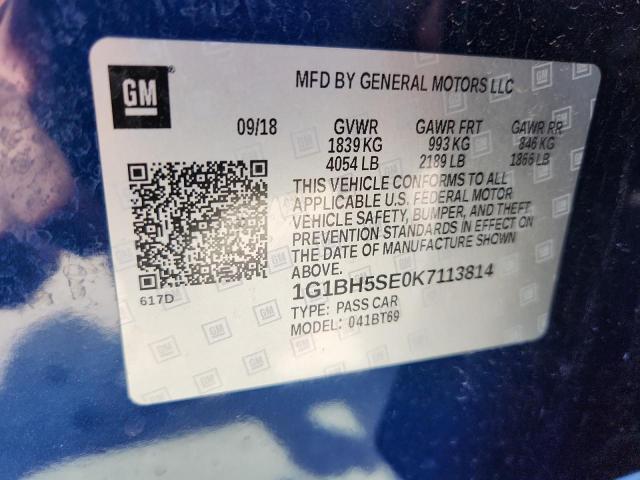 GM
MFD BY GENERAL MOTORS LLC
09/18 GVWR GAWR FRT GAWR RR
1839 KG 993 KG 846 KG
4054 LB 2189 LB 1866 LB
THIS VEHICLE CONFORMS TO ALL
APPLICABLE U.S. FEDERAL MOTOR
VEHICLE SAFETY, BUMPER, AND THEFT
PREVENTION STANDARDS IN EFFECT ON
THE DATE OF MANUFACTURE SHOWN
ABOVE.
1G1BH5SE0K7113814
TYPE: PASS CAR
MODEL: 041BT69
617D